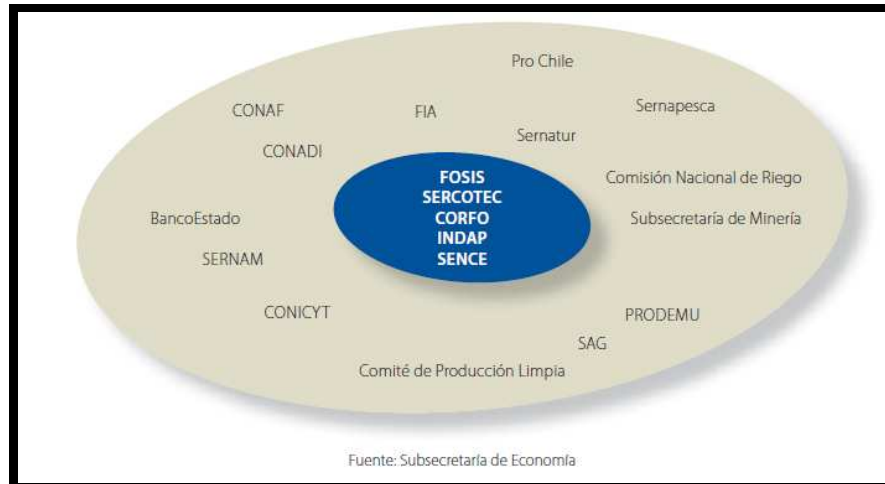 Pro Chile
CONAF
FIA
Sernapesca
Sernatur
CONADI
FOSIS
SERCOTEC
CORFO
INDAP
SENCE
Comisión Nacional de Riego
BancoEstado
Subsecretaría de Minería
SERNAM
CONICYT
PRODEMU
SAG
Comité de Producción Limpia
Fuente: Subsecretaría de Economía